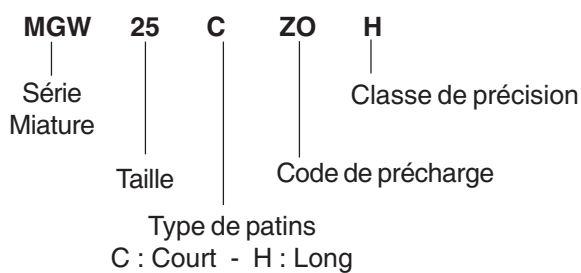 MGW 25 C ZO H
Série
Miature
Classe de précision
Taille
Code de précharge
Type de patins
C : Court - H : Long